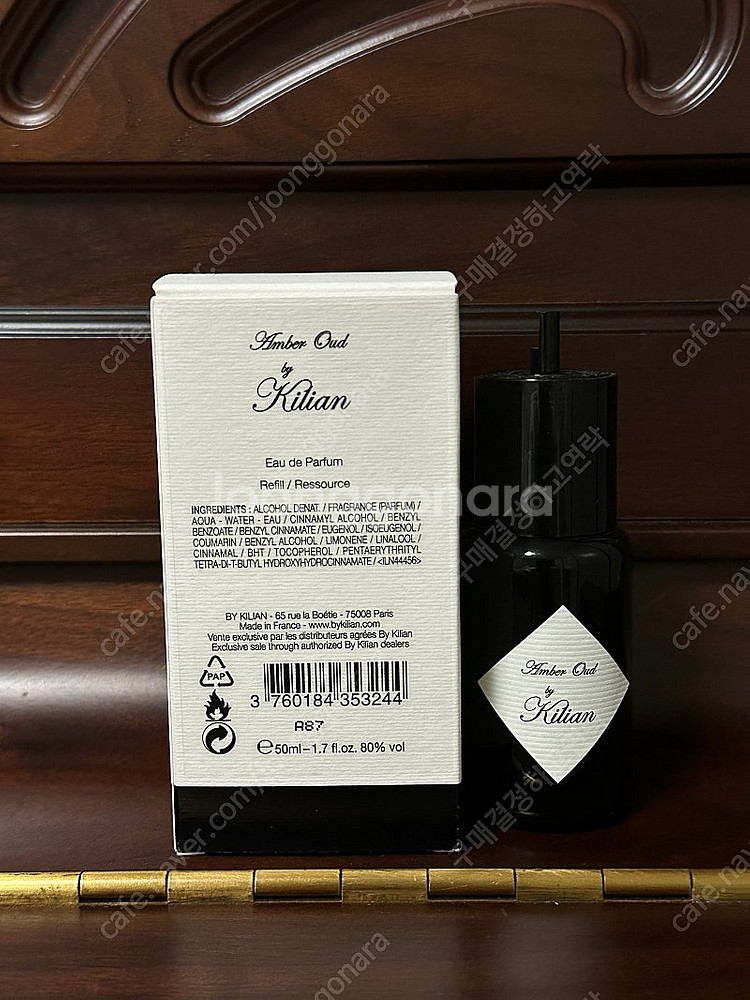 Amber Oud
by
Kilian
Eau de Parfum
Refill / Ressource
INGREDIENTS : ALCOHOL DENAT. / FRAGRANCE (PARFUM) /
AQUA - WATER - EAU / CINNAMYL ALCOHOL / BENZYL
BENZOATE / BENZYL CINNAMATE / EUGENOL / ISOEUGENOL /
COUMARIN / BENZYL ALCOHOL / LIMONENE / LINALOOL /
CINNAMAL / BHT / TOCOPHEROL / PENTAERYTHRITYL
TETRA-DI-T-BUTYL HYDROXYHYDROCINNAMATE / <ILN44456>
BY KILIAN - 65 rue la Boétie - 75008 Paris
Made in France - www.bykilian.com
Vente exclusive par les distributeurs agréées By Kilian
Exclusive sale through authorized By Kilian dealers
PAP
3 760184 353244
A87
e50ml – 1.7 fl.oz. 80% vol
Amber Oud
by
Kilian
joonggonara
cafe.naver.com/joonggonara
구매결정하고연락